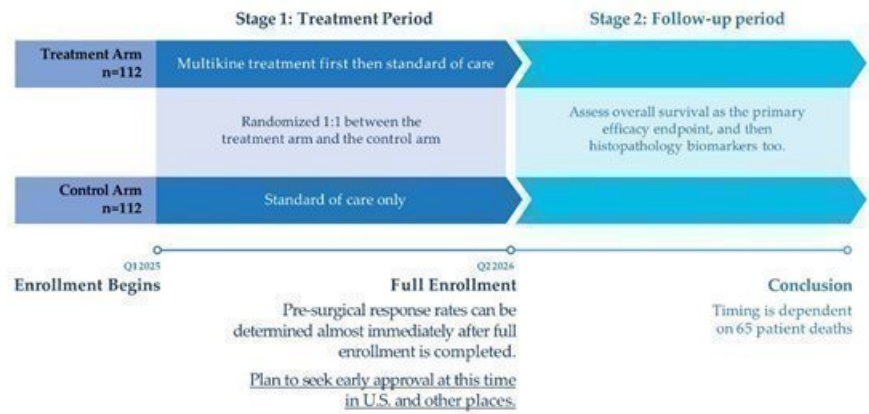 Stage 1: Treatment Period
Stage 2: Follow-up period
Treatment Arm
n=112
Multikine treatment first then standard of care
Randomized 1:1 between the
treatment arm and the control arm
Assess overall survival as the primary
efficacy endpoint, and then
histopathology biomarkers too.
Control Arm
n=112
Standard of care only
Q1 2025
Enrollment Begins
Q2 2026
Full Enrollment
Pre-surgical response rates can be
determined almost immediately after full
enrollment is completed.
Plan to seek early approval at this time
in U.S. and other places.
Conclusion
Timing is dependent
on 65 patient deaths